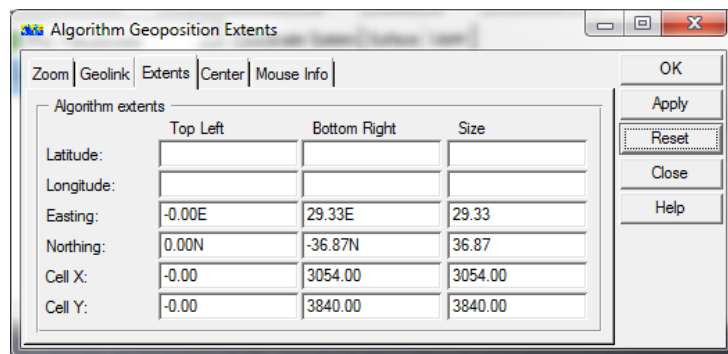 Algorithm Geoposition Extents
Zoom Geolink Extents Center Mouse Info
OK
Apply
Reset
Close
Help
Algorithm extents
Top Left Bottom Right Size
Latitude:
Longitude:
Easting: -0.00E 29.33E 29.33
Northing: 0.00N -36.87N 36.87
Cell X: -0.00 3054.00 3054.00
Cell Y: -0.00 3840.00 3840.00